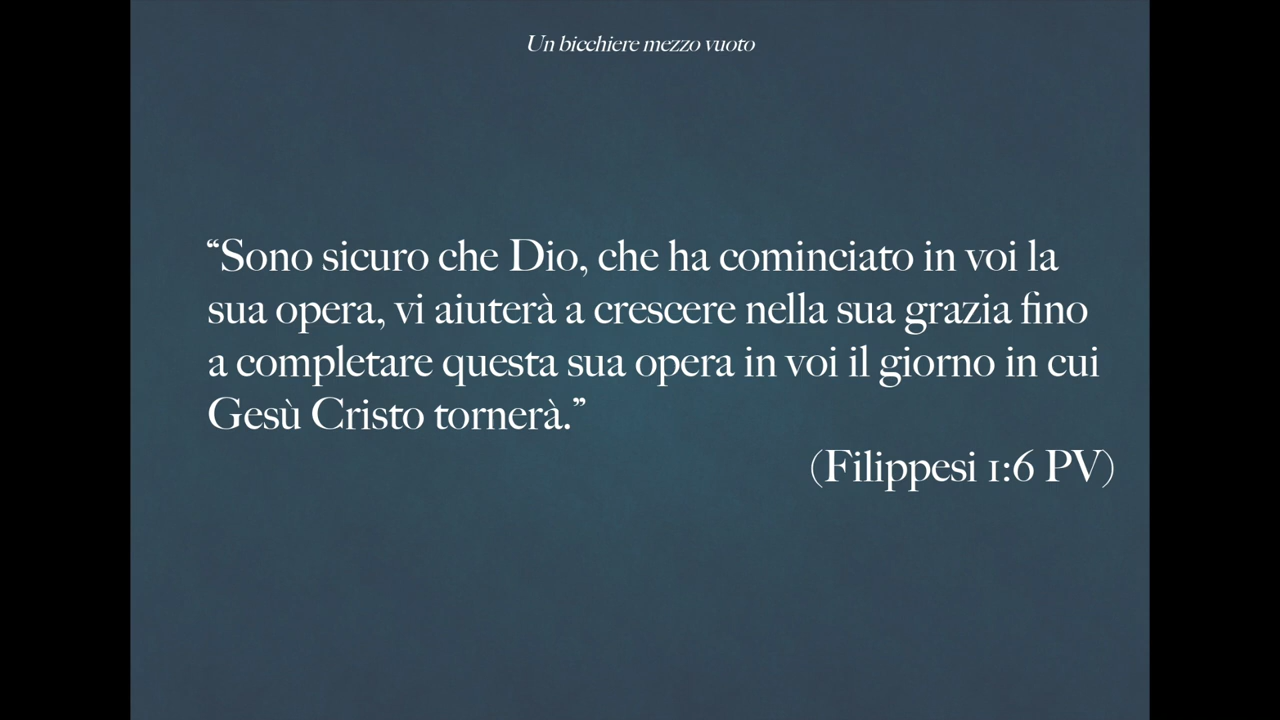 Un bicchiere mezzo vuoto
“Sono sicuro che Dio, che ha cominciato in voi la
sua opera, vi aiuterà a crescere nella sua grazia fino
a completare questa sua opera in voi il giorno in cui
Gesù Cristo tornerà.”
(Filippesi 1:6 PV)